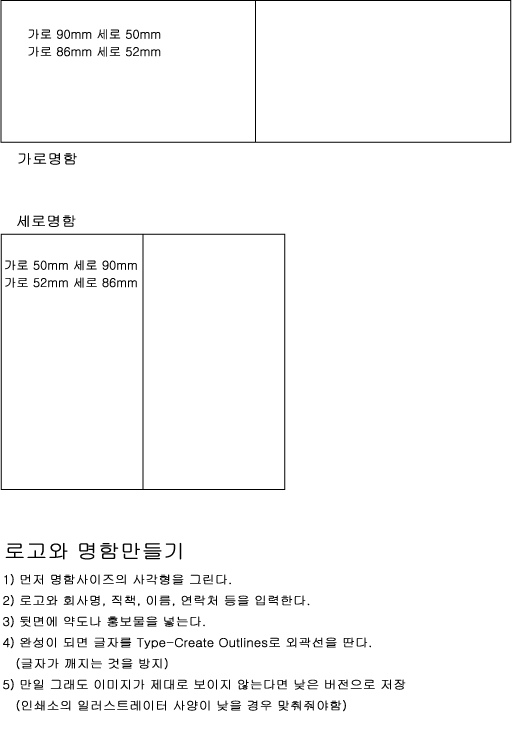 가로 90mm 세로 50mm
가로 86mm 세로 52mm
가로명함
세로명함
가로 50mm 세로 90mm
가로 52mm 세로 86mm
로고와 명함만들기
1) 먼저 명함사이즈의 사각형을 그린다.
2) 로고와 회사명, 직책, 이름, 연락처 등을 입력한다.
3) 뒷면에 약도나 홍보물을 넣는다.
4) 완성이 되면 글자를 Type-Create Outlines로 외곽선을 딴다.
(글자가 깨지는 것을 방지)
5) 만일 그래도 이미지가 제대로 보이지 않는다면 낮은 버전으로 저장
(인쇄소의 일러스트레이터 사양이 낮을 경우 맞춰줘야함)